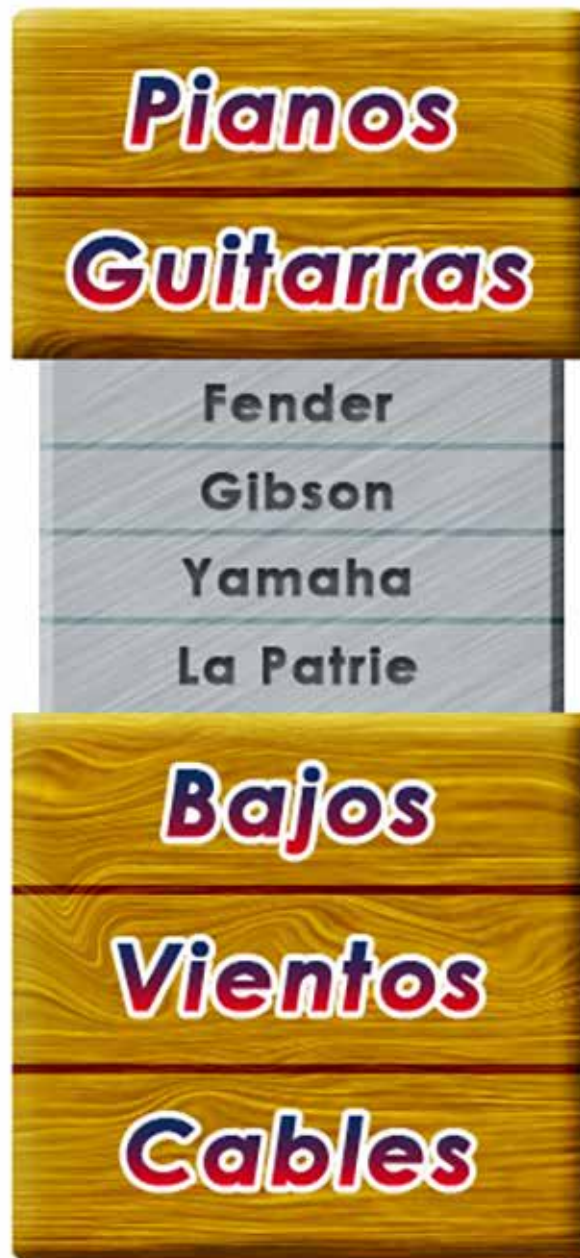 Pianos
Guitarras
Fender
Gibson
Yamaha
La Patrie
Bajos
Vientos
Cables